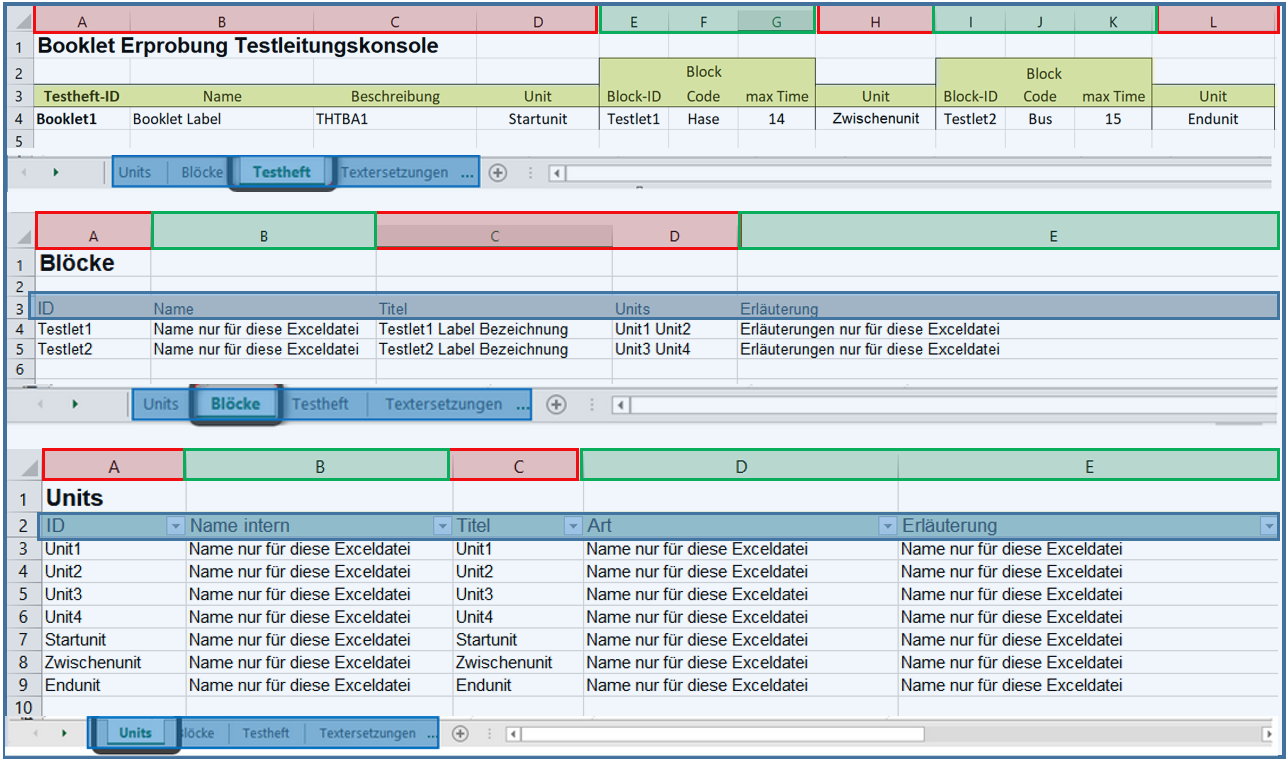 A B C D E F G H I J K L
1 Booklet Erprobung Testleitungskonsole
2 Block Block
3 Testheft-ID Name Beschreibung Unit Block-ID Code max Time Unit Block-ID Code max Time Unit
4 Booklet1 Booklet Label THTBA1 Startunit Testlet1 Hase 14 Zwischenunit Testlet2 Bus 15 Endunit
5
Units Blöcke Testheft Textersetzungen ...
A B C D E
1 Blöcke
2
3 ID Name Titel Units Erläuterung
4 Testlet1 Name nur für diese Exceldatei Testlet1 Label Bezeichnung Unit1 Unit2 Erläuterungen nur für diese Exceldatei
5 Testlet2 Name nur für diese Exceldatei Testlet2 Label Bezeichnung Unit3 Unit4 Erläuterungen nur für diese Exceldatei
6
Units Blöcke Testheft Textersetzungen ...
A B C D E
1 Units
2 ID Name intern Titel Art Erläuterung
3 Unit1 Name nur für diese Exceldatei Unit1 Name nur für diese Exceldatei Name nur für diese Exceldatei
4 Unit2 Name nur für diese Exceldatei Unit2 Name nur für diese Exceldatei Name nur für diese Exceldatei
5 Unit3 Name nur für diese Exceldatei Unit3 Name nur für diese Exceldatei Name nur für diese Exceldatei
6 Unit4 Name nur für diese Exceldatei Unit4 Name nur für diese Exceldatei Name nur für diese Exceldatei
7 Startunit Name nur für diese Exceldatei Startunit Name nur für diese Exceldatei Name nur für diese Exceldatei
8 Zwischenunit Name nur für diese Exceldatei Zwischenunit Name nur für diese Exceldatei Name nur für diese Exceldatei
9 Endunit Name nur für diese Exceldatei Endunit Name nur für diese Exceldatei Name nur für diese Exceldatei
10
Units löcke Testheft Textersetzungen ...